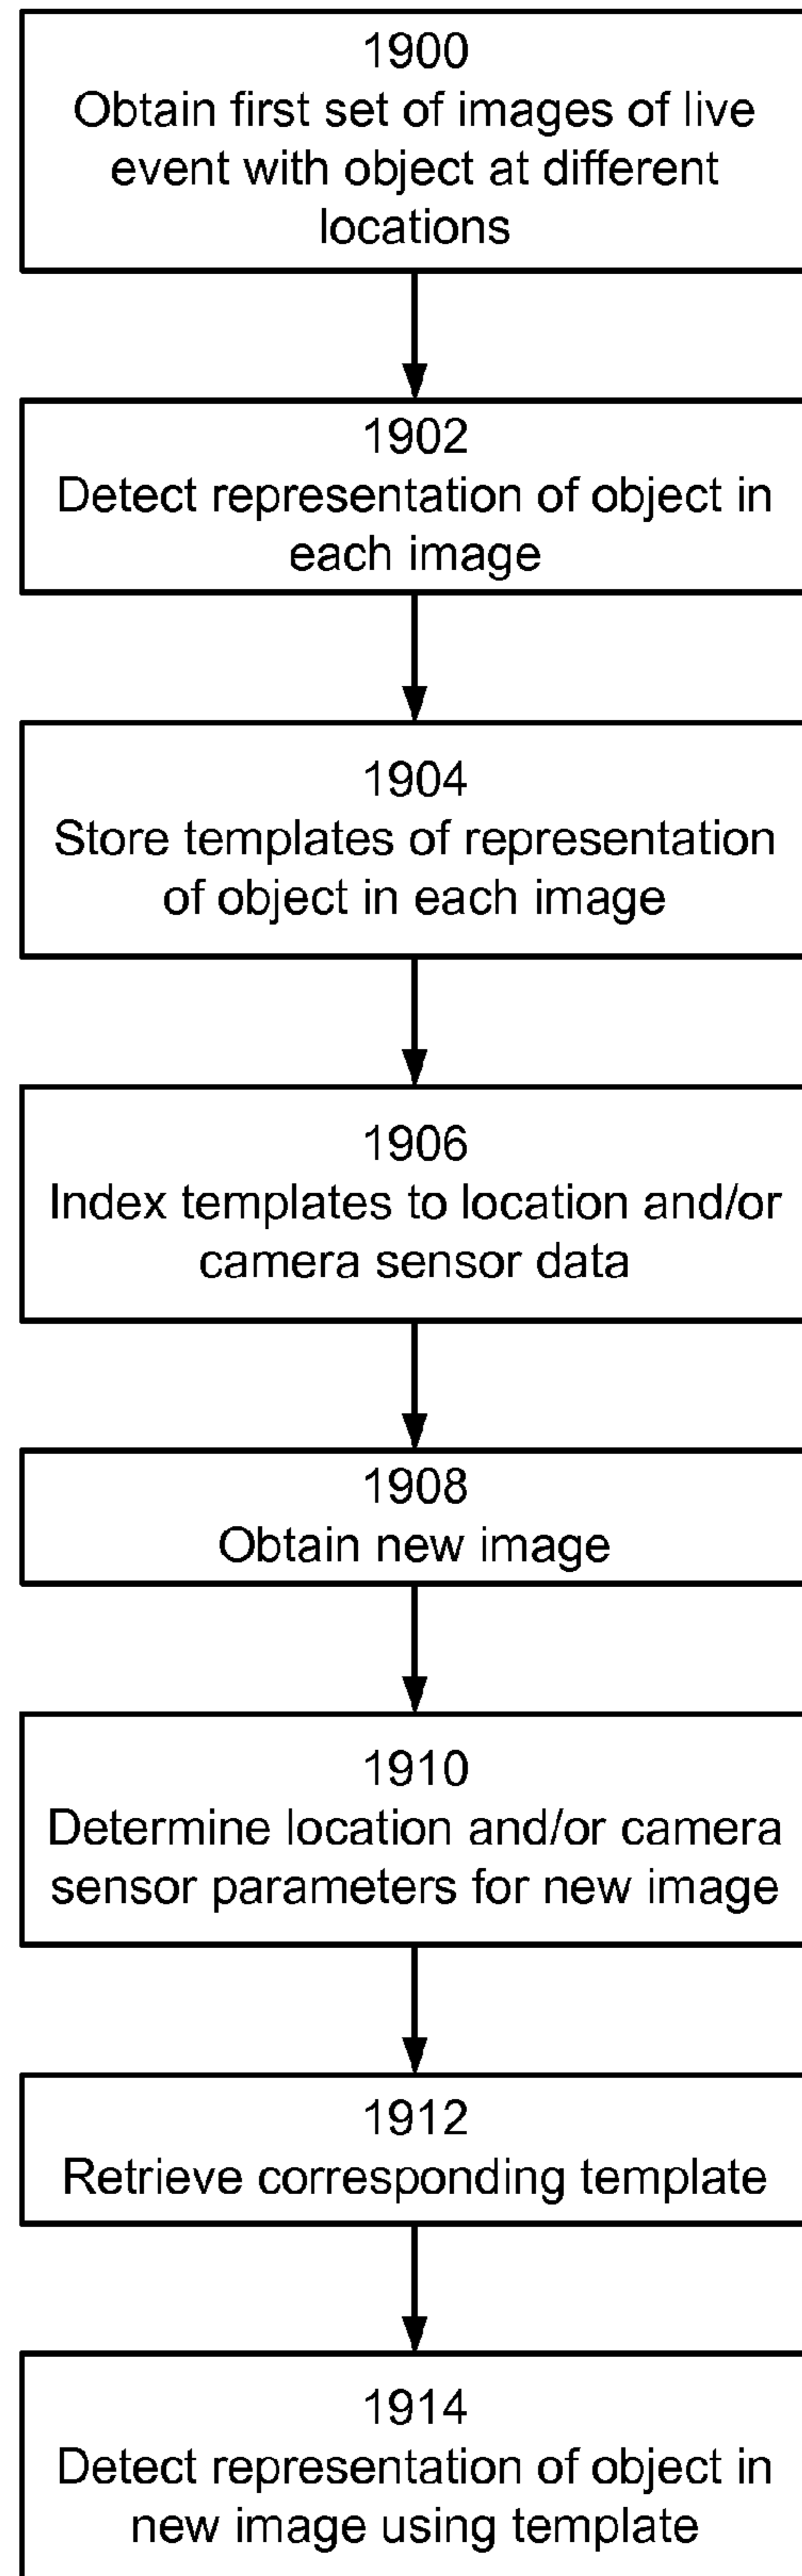 1900
Obtain first set of images of live
event with object at different
locations
1902
Detect representation of object in
each image
1904
Store templates of representation
of object in each image
1906
Index templates to location and/or
camera sensor data
1908
Obtain new image
1910
Determine location and/or camera
sensor parameters for new image
1912
Retrieve corresponding template
1914
Detect representation of object in
new image using template